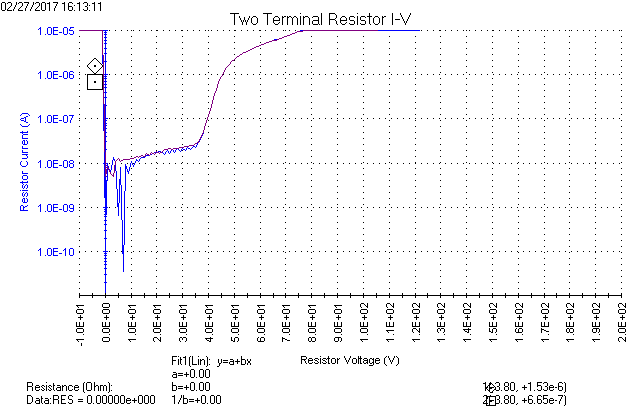 02/27/2017 16:13:11
Two Terminal Resistor I-V
1.0E-05
1.0E-06
1.0E-07
1.0E-08
1.0E-09
1.0E-10
Resistor Current (A)
-1.0E+01
0.0E+00
1.0E+01
2.0E+01
3.0E+01
4.0E+01
5.0E+01
6.0E+01
7.0E+01
8.0E+01
9.0E+01
1.0E+02
1.1E+02
1.2E+02
1.3E+02
1.4E+02
1.5E+02
1.6E+02
1.7E+02
1.8E+02
1.9E+02
2.0E+02
Resistor Voltage (V)
Fit1(Lin): y=a+bx
a=+0.00
Resistance (Ohm): b=+0.00
Data:RES = 0.00000e+000 1/b=+0.00
3.80, +1.53e-6)
3.80, +6.65e-7)